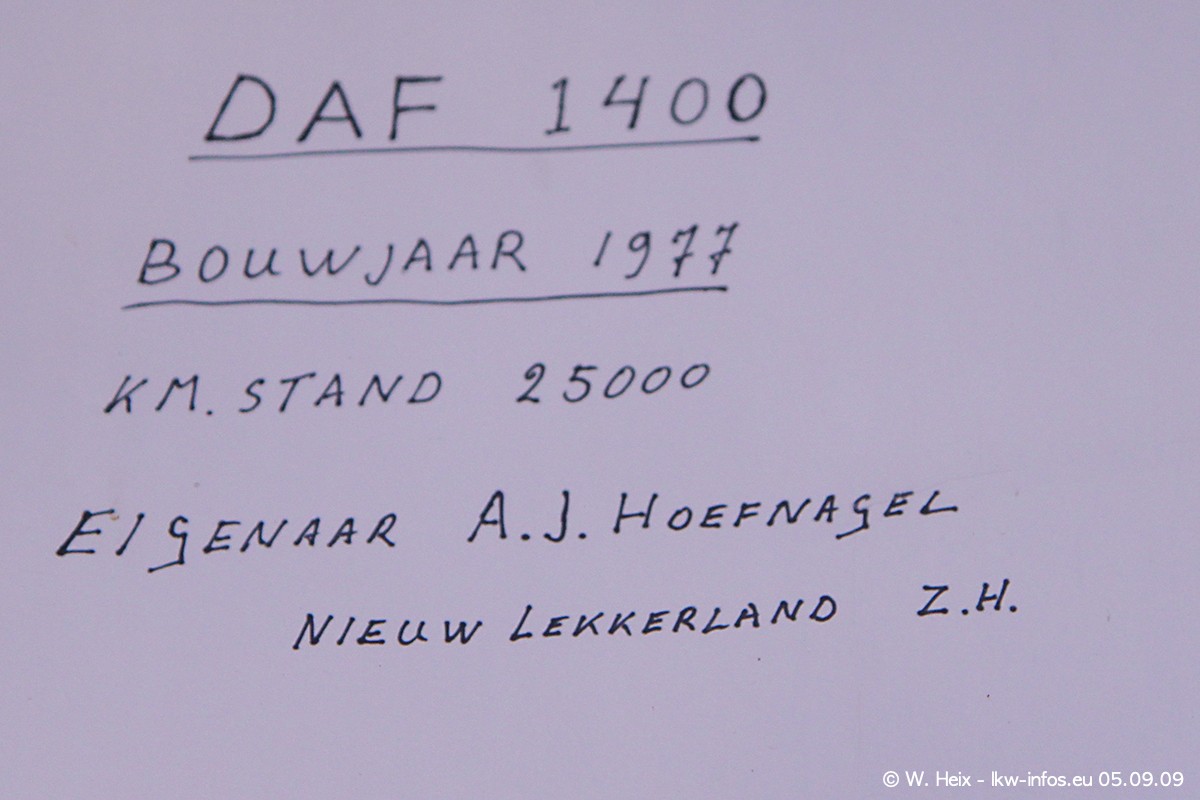 DAF 1400
BOUWJAAR 1977
KM. STAND 25000
EIGENAAR A.J. HOEFNAGEL
NIEUW LEKKERLAND Z.H.
© W. Heix - lkw-infos.eu 05.09.09